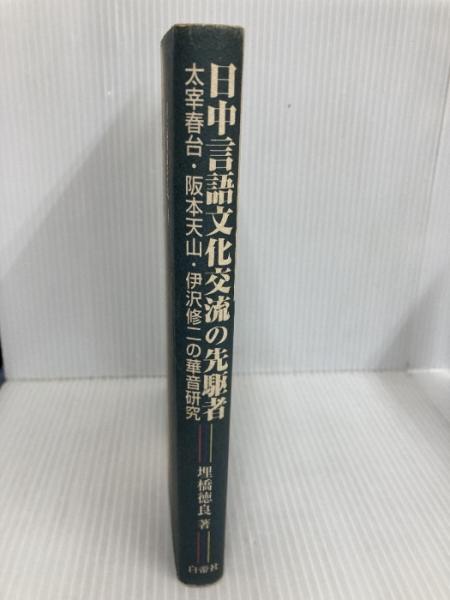 日中言語文化交流の先駆者
太宰春台・阪本天山・伊沢修二の華音研究
埋橋徳良 著
白帝社